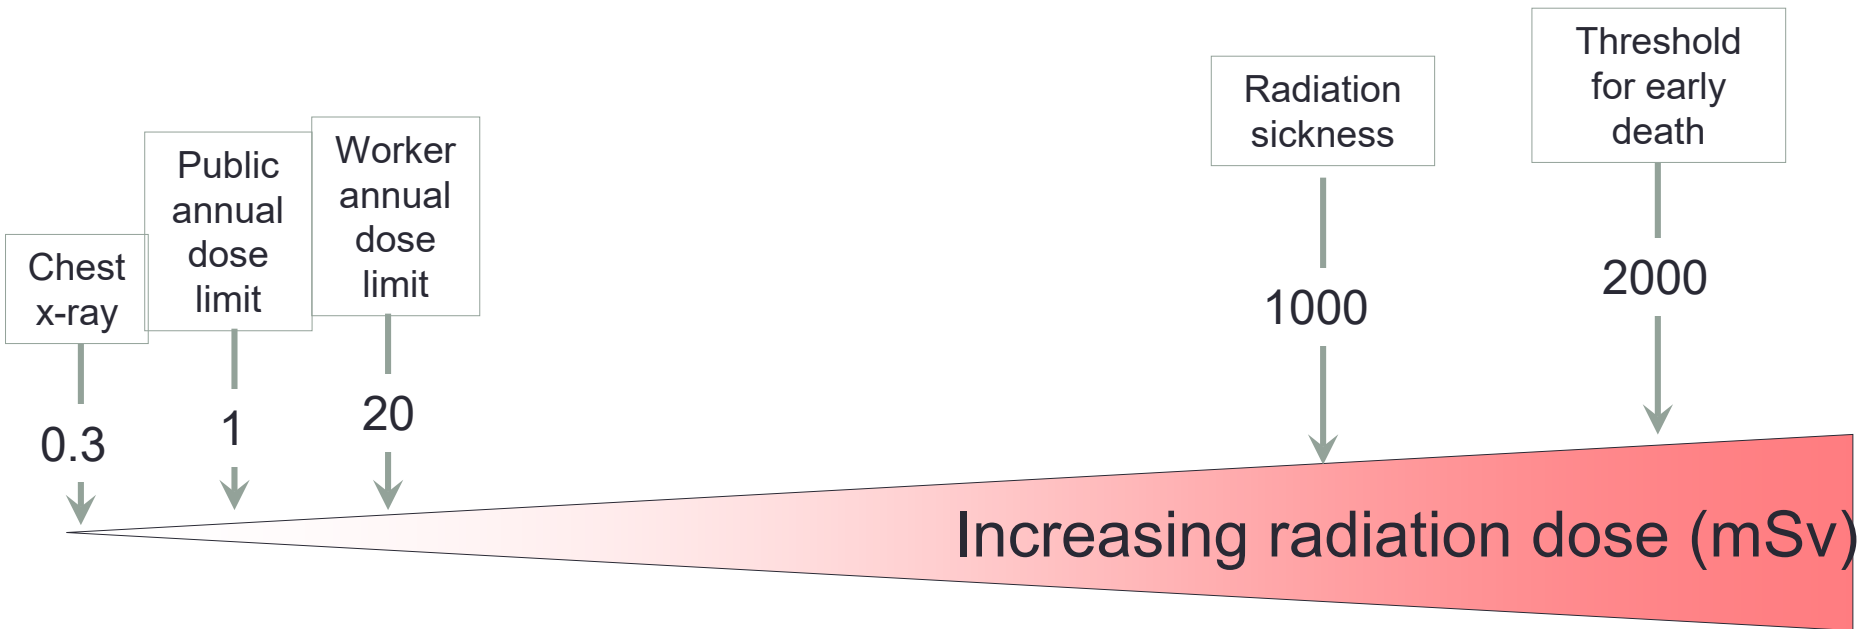 Chest
x-ray
0.3
Public
annual
dose
limit
1
Worker
annual
dose
limit
20
Radiation
sickness
1000
Threshold
for early
death
2000
Increasing radiation dose (mSv)